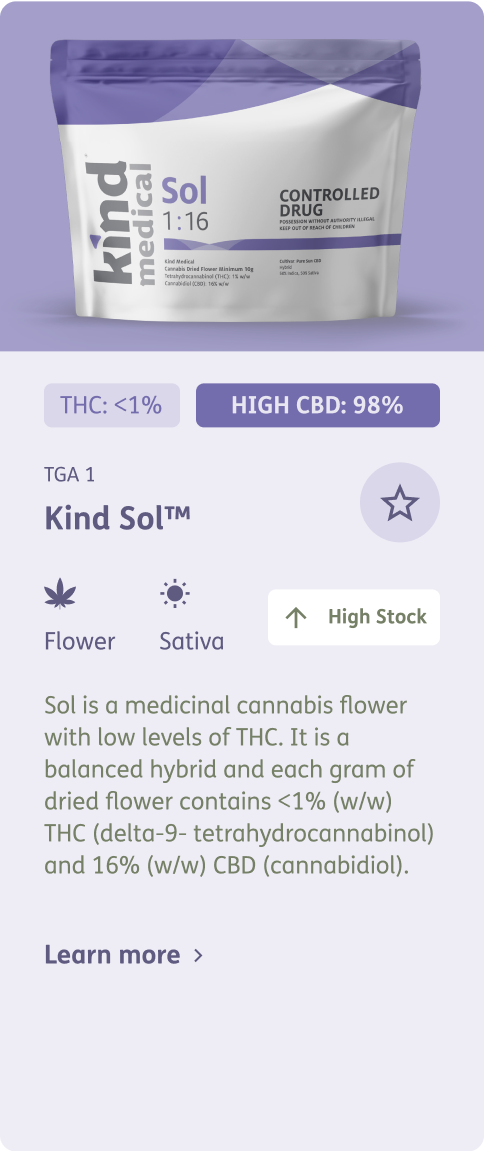 kind
medical
Sol
1:16
CONTROLLED
DRUG
POSSESSION WITHOUT AUTHORITY ILLEGAL
KEEP OUT OF REACH OF CHILDREN
Kind Medical
Cannabis Dried Flower Minimum 10g
Tetrahydrocannabinol (THC): 1% w/w
Cannabidiol (CBD): 16% w/w
Hybrid
THC: <1%
HIGH CBD: 98%
TGA 1
Kind Sol™
Flower
Sativa
High Stock
Sol is a medicinal cannabis flower
with low levels of THC. It is a
balanced hybrid and each gram of
dried flower contains <1% (w/w)
THC (delta-9- tetrahydrocannabinol)
and 16% (w/w) CBD (cannabidiol).
Learn more >